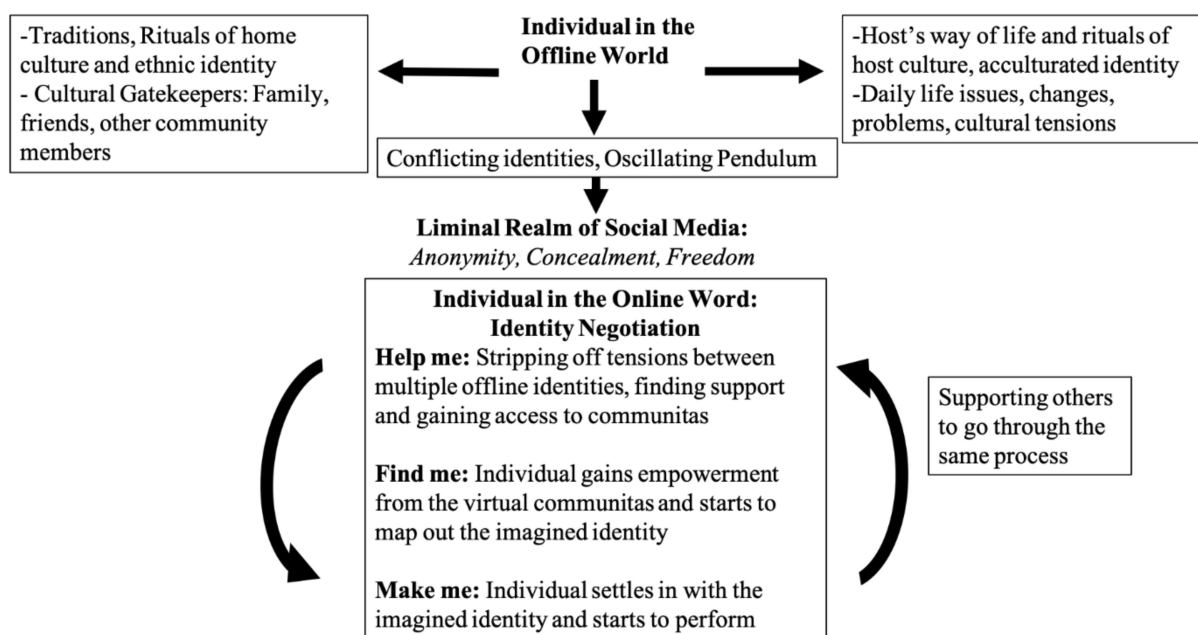 -Traditions, Rituals of home
culture and ethnic identity
- Cultural Gatekeepers: Family,
friends, other community
members
Individual in the
Offline World
-Host's way of life and rituals of
host culture, acculturated identity
-Daily life issues, changes,
problems, cultural tensions
Conflicting identities, Oscillating Pendulum
Liminal Realm of Social Media:
Anonymity, Concealment, Freedom
Individual in the Online Word:
Identity Negotiation
Help me: Stripping off tensions between
multiple offline identities, finding support
and gaining access to communitas
Find me: Individual gains empowerment
from the virtual communitas and starts to
map out the imagined identity
Make me: Individual settles in with the
imagined identity and starts to perform
Supporting others
to go through the
same process